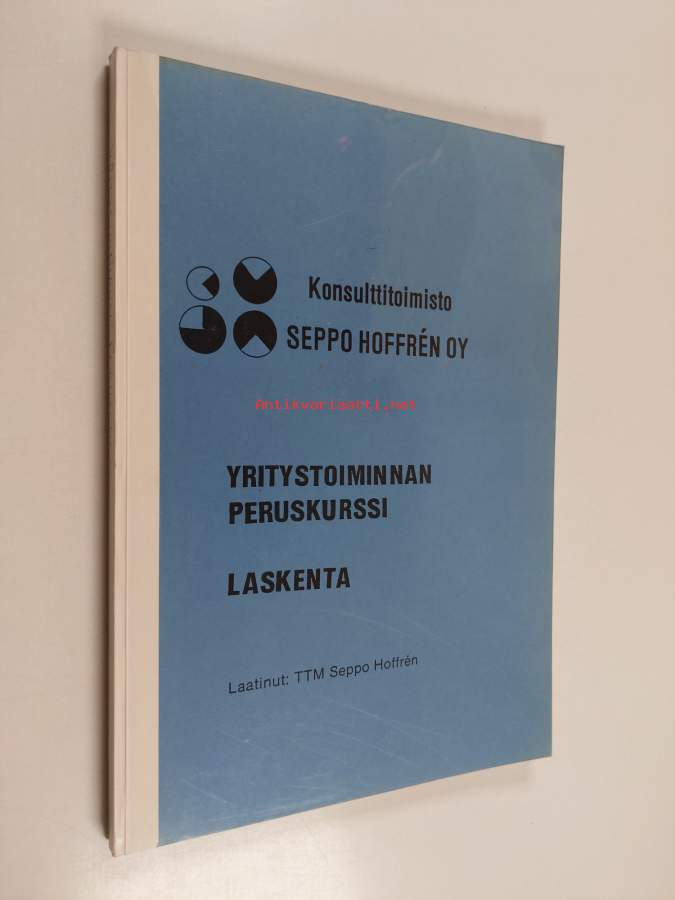 Konsulttitoimisto
SEPPO HOFFRÉN OY
Antikvariaatti.net
YRITYSTOIMINNAN
PERUSKURSSI
LASKENTA
Laatinut: TTM Seppo Hoffrén